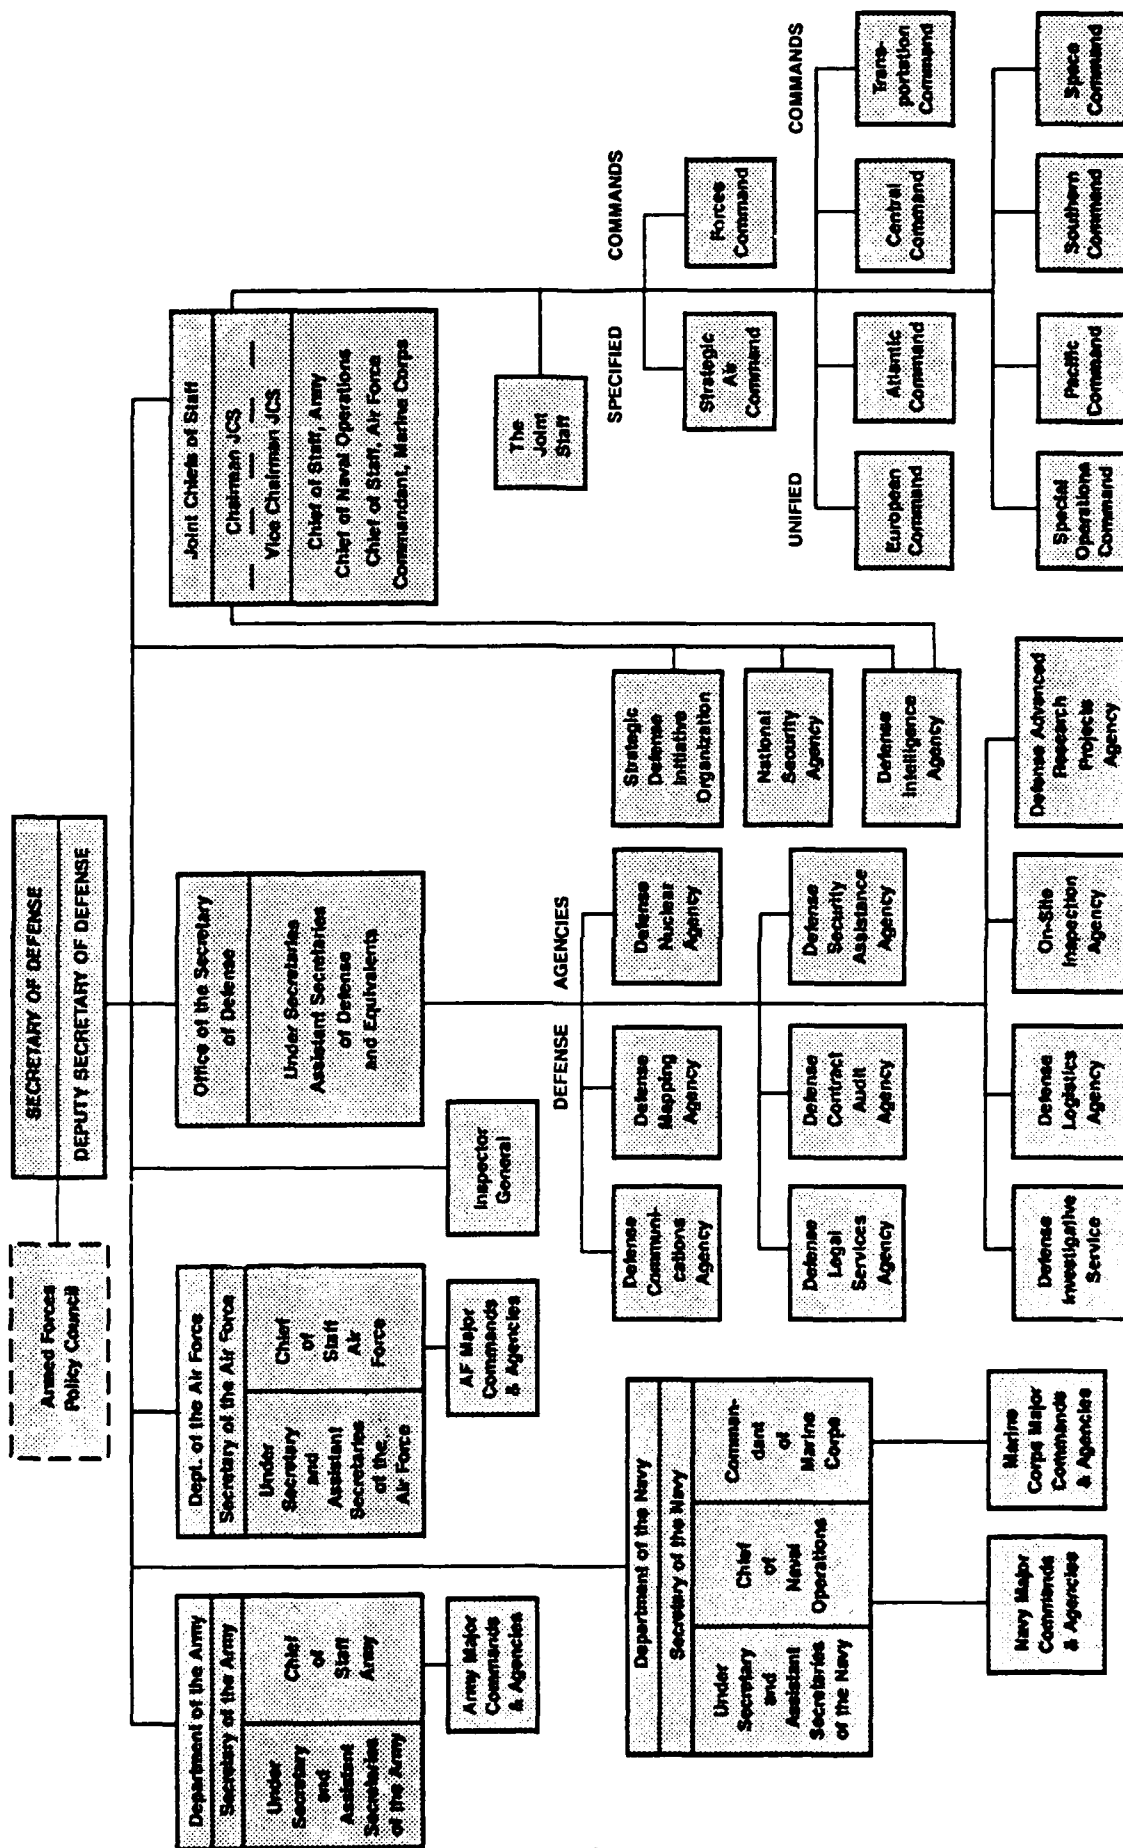 Armed Forces
Policy Council
SECRETARY OF DEFENSE
DEPUTY SECRETARY OF DEFENSE
Department of the Army
Secretary of the Army
Under
Secretary
and
Assistant
Secretaries
of the Army
Chief
of
Staff
Army
Army Major
Commands
& Agencies
Dept. of the Air Force
Secretary of the Air Force
Under
Secretary
and
Assistant
Secretaries
of the
Air Force
Chief
of
Staff
Air
Force
AF Major
Commands
& Agencies
Department of the Navy
Secretary of the Navy
Under
Secretary
and
Assistant
Secretaries
of the Navy
Chief
of
Naval
Operations
Comman-
dant
of
Marine
Corps
Navy Major
Commands
& Agencies
Marine
Corps Major
Commands
& Agencies
Inspector
General
Office of the Secretary
of Defense
Under Secretaries
Assistant Secretaries
of Defense
and Equivalents
DEFENSE AGENCIES
Defense
Communi-
cations
Agency
Defense
Mapping
Agency
Defense
Nuclear
Agency
Defense
Legal
Services
Agency
Defense
Contract
Audit
Agency
Defense
Security
Assistance
Agency
Defense
Investigative
Service
Defense
Logistics
Agency
On-Site
Inspection
Agency
Defense Advanced
Research
Projects
Agency
Strategic
Defense
Initiative
Organization
National
Security
Agency
Defense
Intelligence
Agency
Joint Chiefs of Staff
Chairman JCS
Vice Chairman JCS
Chief of Staff, Army
Chief of Naval Operations
Chief of Staff, Air Force
Commandant, Marine Corps
The
Joint
Staff
SPECIFIED COMMANDS
Strategic
Air
Command
Forces
Command
UNIFIED COMMANDS
European
Command
Atlantic
Command
Central
Command
Trans-
portation
Command
Special
Operations
Command
Pacific
Command
Southern
Command
Space
Command